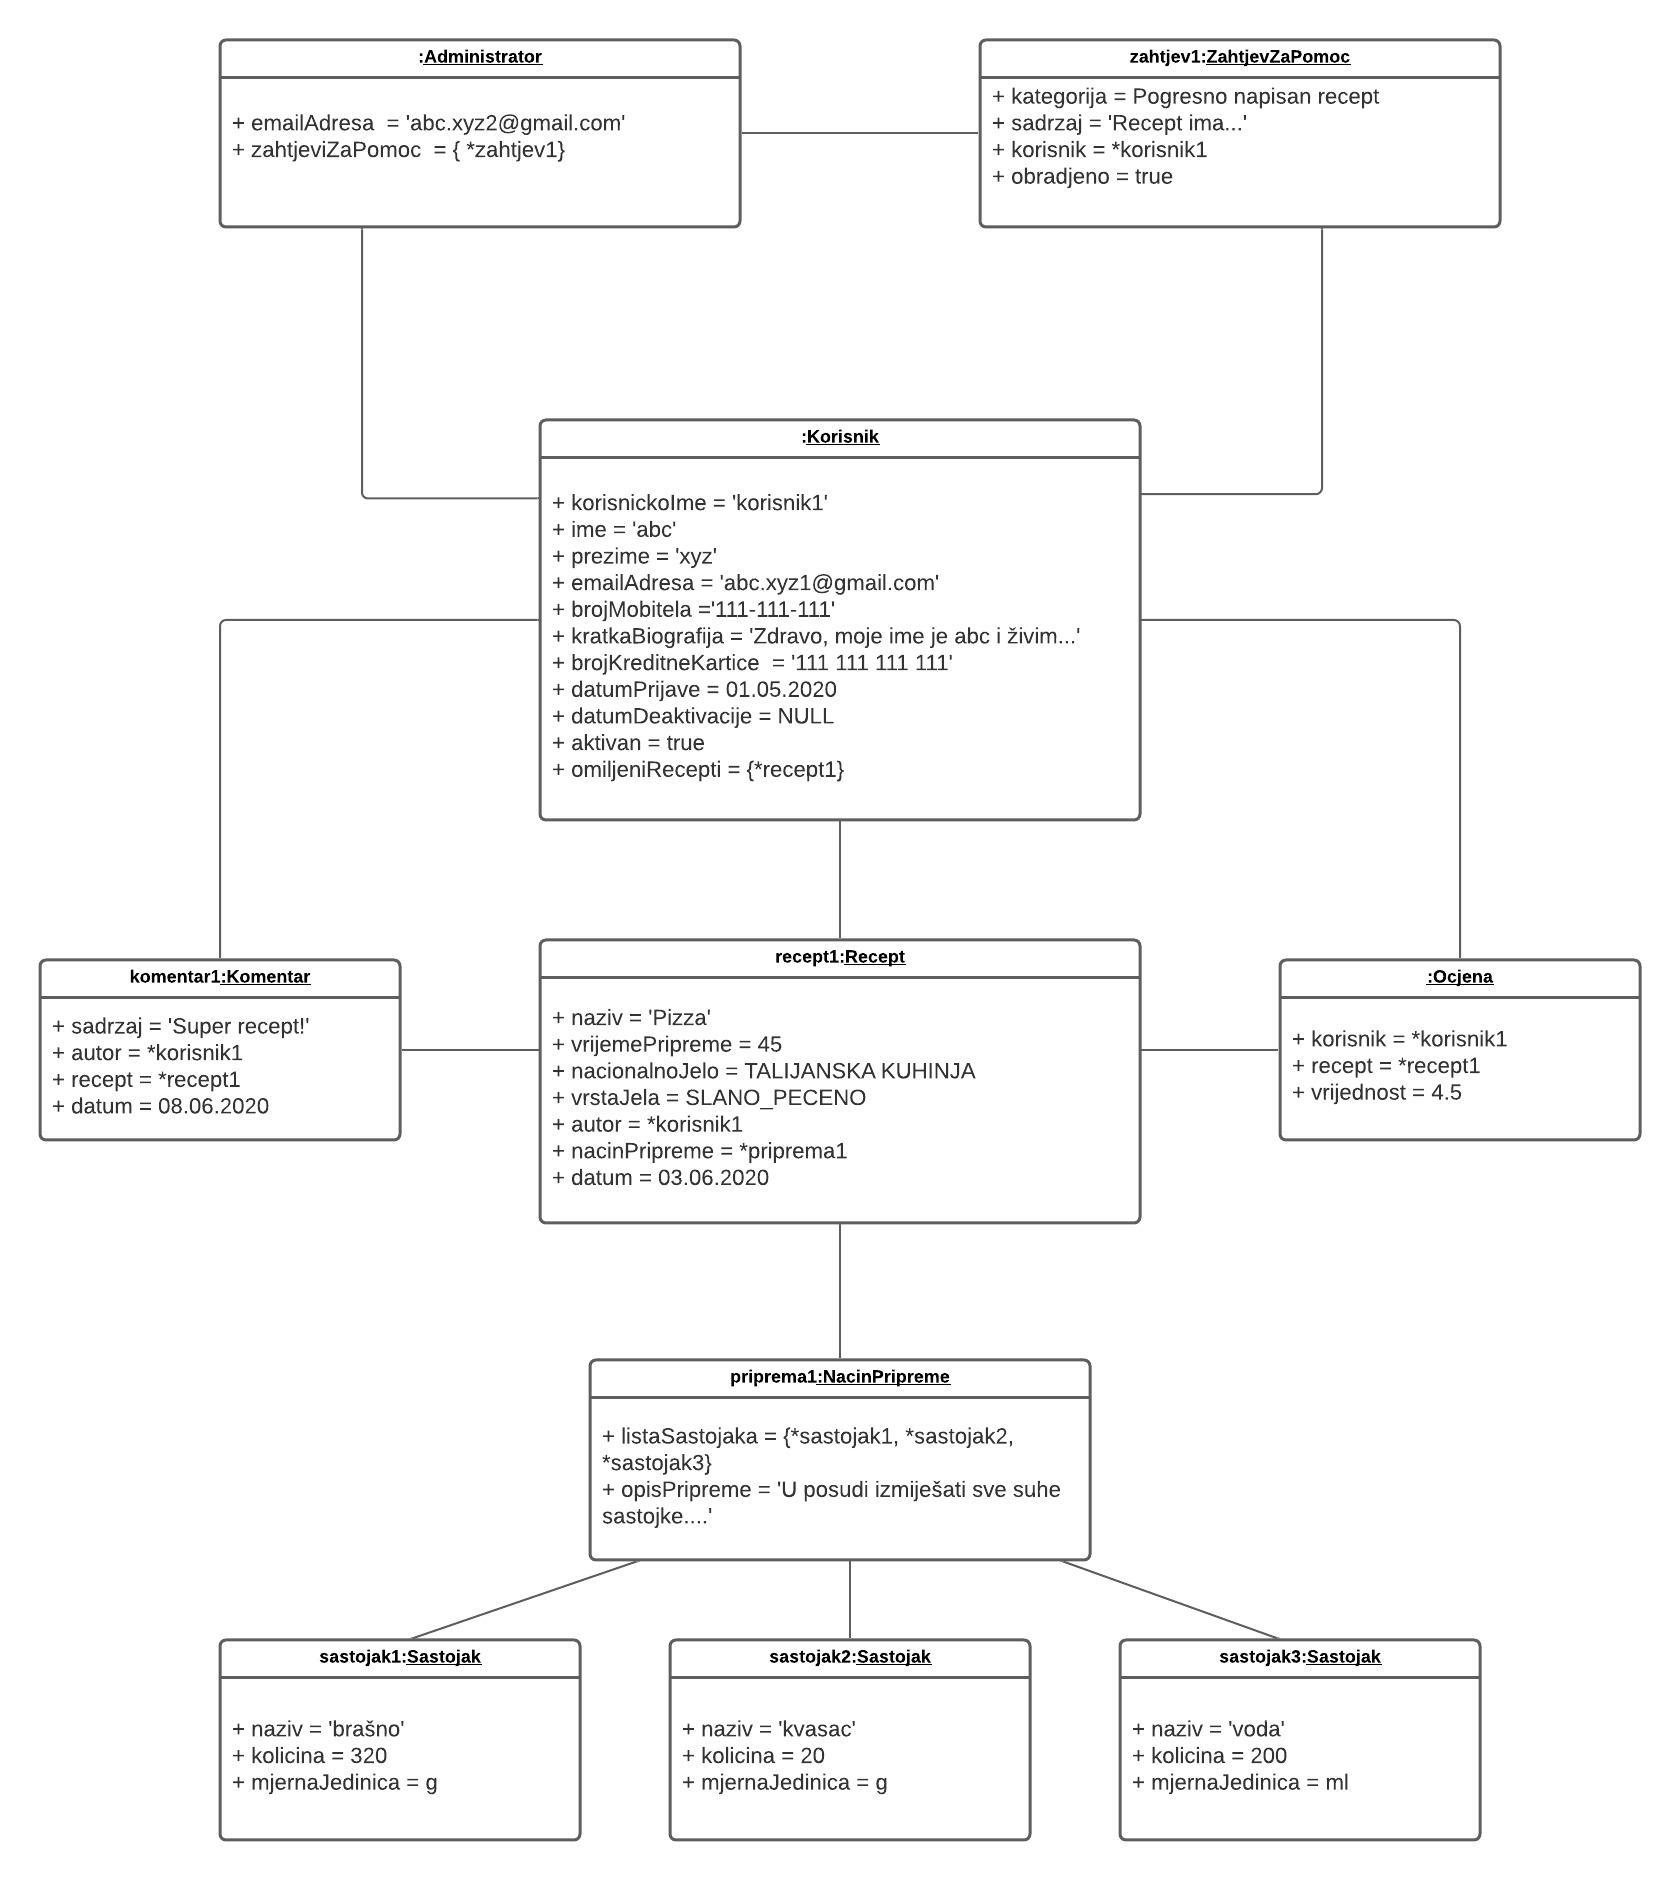 :Administrator
+ emailAdresa  = 'abc.xyz2@gmail.com'
+ zahtjeviZaPomoc  = { *zahtjev1}
zahtjev1:ZahtjevZaPomoc
+ kategorija = Pogresno napisan recept
+ sadrzaj = 'Recept ima...'
+ korisnik = *korisnik1
+ obradjeno = true
:Korisnik
+ korisnickoIme = 'korisnik1'
+ ime = 'abc'
+ prezime = 'xyz'
+ emailAdresa = 'abc.xyz1@gmail.com'
+ brojMobitela ='111-111-111'
+ kratkaBiografija = 'Zdravo, moje ime je abc i živim...'
+ brojKreditneKartice  = '111 111 111 111'
+ datumPrijave = 01.05.2020
+ datumDeaktivacije = NULL
+ aktivan = true
+ omiljeniRecepti = {*recept1}
komentar1:Komentar
+ sadrzaj = 'Super recept!'
+ autor = *korisnik1
+ recept = *recept1
+ datum = 08.06.2020
recept1:Recept
+ naziv = 'Pizza'
+ vrijemePripreme = 45
+ nacionalnoJelo = TALIJANSKA KUHINJA
+ vrstaJela = SLANO_PECENO
+ autor = *korisnik1
+ nacinPripreme = *priprema1
+ datum = 03.06.2020
:Ocjena
+ korisnik = *korisnik1
+ recept = *recept1
+ vrijednost = 4.5
priprema1:NacinPripreme
+ listaSastojaka = {*sastojak1, *sastojak2,
*sastojak3}
+ opisPripreme = 'U posudi izmiješati sve suhe
sastojke....'
sastojak1:Sastojak
+ naziv = 'brašno'
+ kolicina = 320
+ mjernaJedinica = g
sastojak2:Sastojak
+ naziv = 'kvasac'
+ kolicina = 20
+ mjernaJedinica = g
sastojak3:Sastojak
+ naziv = 'voda'
+ kolicina = 200
+ mjernaJedinica = ml